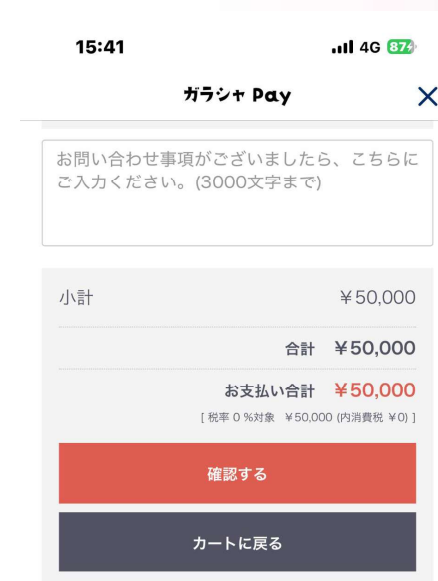 15:41
4G 87
ガラシャ Pay
お問い合わせ事項がございましたら、こちらに
ご入力ください。(3000文字まで)
小計 ￥50,000
合計 ￥50,000
お支払い合計 ￥50,000
[ 税率 0 %対象 ￥50,000 (内消費税 ￥0) ]
確認する
カートに戻る